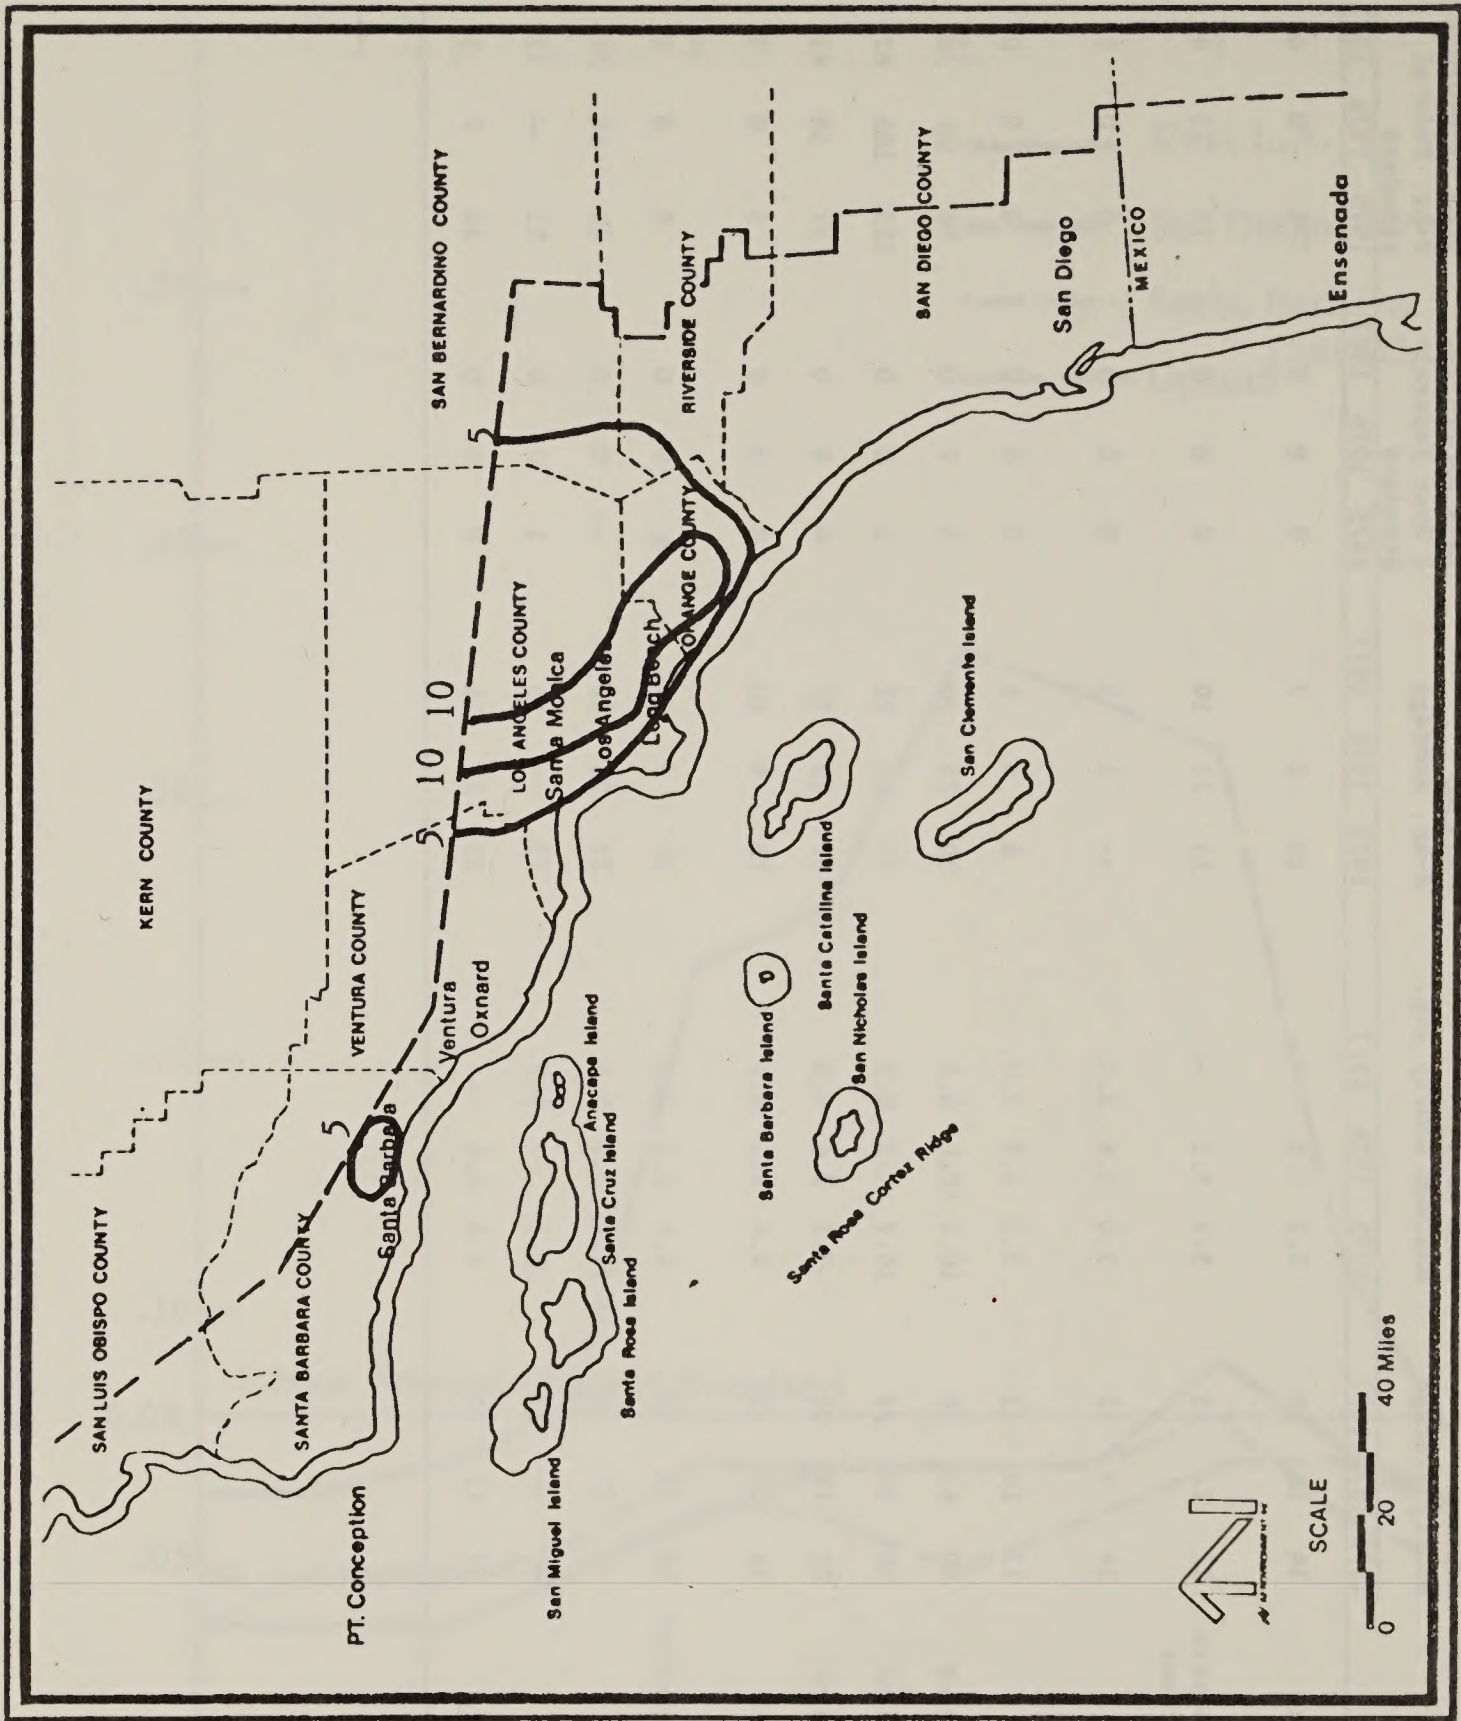 SAN LUIS OBISPO COUNTY
KERN COUNTY
SANTA BARBARA COUNTY
VENTURA COUNTY
SAN BERNARDINO COUNTY
5
5
10
10
5
PT. Conception
Santa Barbara
Ventura
Oxnard
LOS ANGELES COUNTY
Santa Monica
Los Angeles
Long Beach
ORANGE COUNTY
RIVERSIDE COUNTY
San Miguel Island
Santa Rosa Island
Santa Cruz Island
Anacapa Island
Santa Barbara Island
Santa Catalina Island
San Nicholas Island
Santa Rosa Cortez Ridge
San Clemente Island
SAN DIEGO COUNTY
San Diego
MEXICO
Ensenada
SCALE
0 20 40 Miles